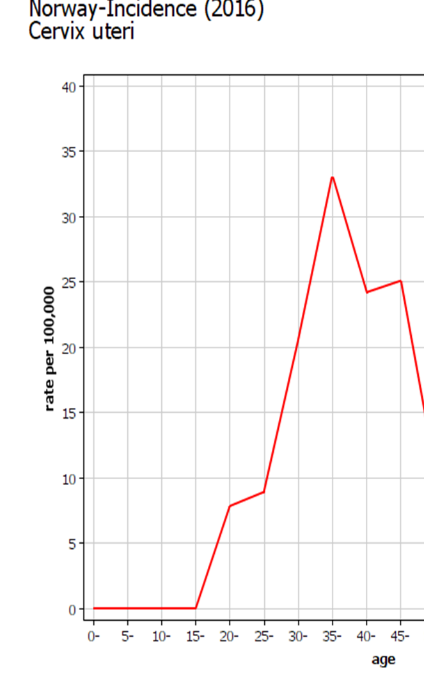 Norway-Incidence (2016)
Cervix uteri
40
35
30
25
20
15
10
5
0
rate per 100,000
0- 5- 10- 15- 20- 25- 30- 35- 40- 45-
age